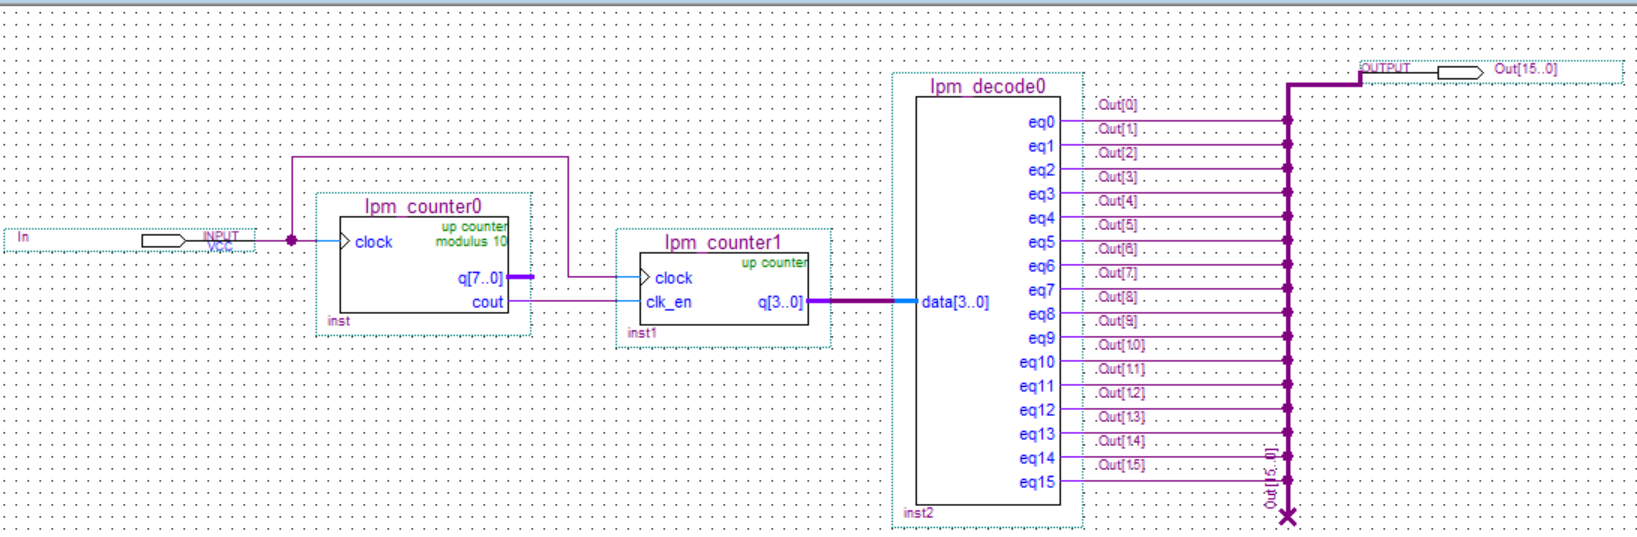 OUTPUT
Out[15..0]
lpm_decode0
Out[0]
eq0
Out[1]
eq1
Out[2]
eq2
Out[3]
eq3
Out[4]
eq4
Out[5]
eq5
Out[6]
eq6
Out[7]
eq7
Out[8]
eq8
Out[9]
eq9
Out[10]
eq10
Out[11]
eq11
Out[12]
eq12
Out[13]
eq13
Out[14]
eq14
Out[15]
eq15
data[3..0]
inst2
Out[15..0]
In
INPUT
VCC
lpm_counter0
up counter
modulus 10
clock
q[7..0]
cout
inst
lpm_counter1
up counter
clock
clk_en
q[3..0]
inst1